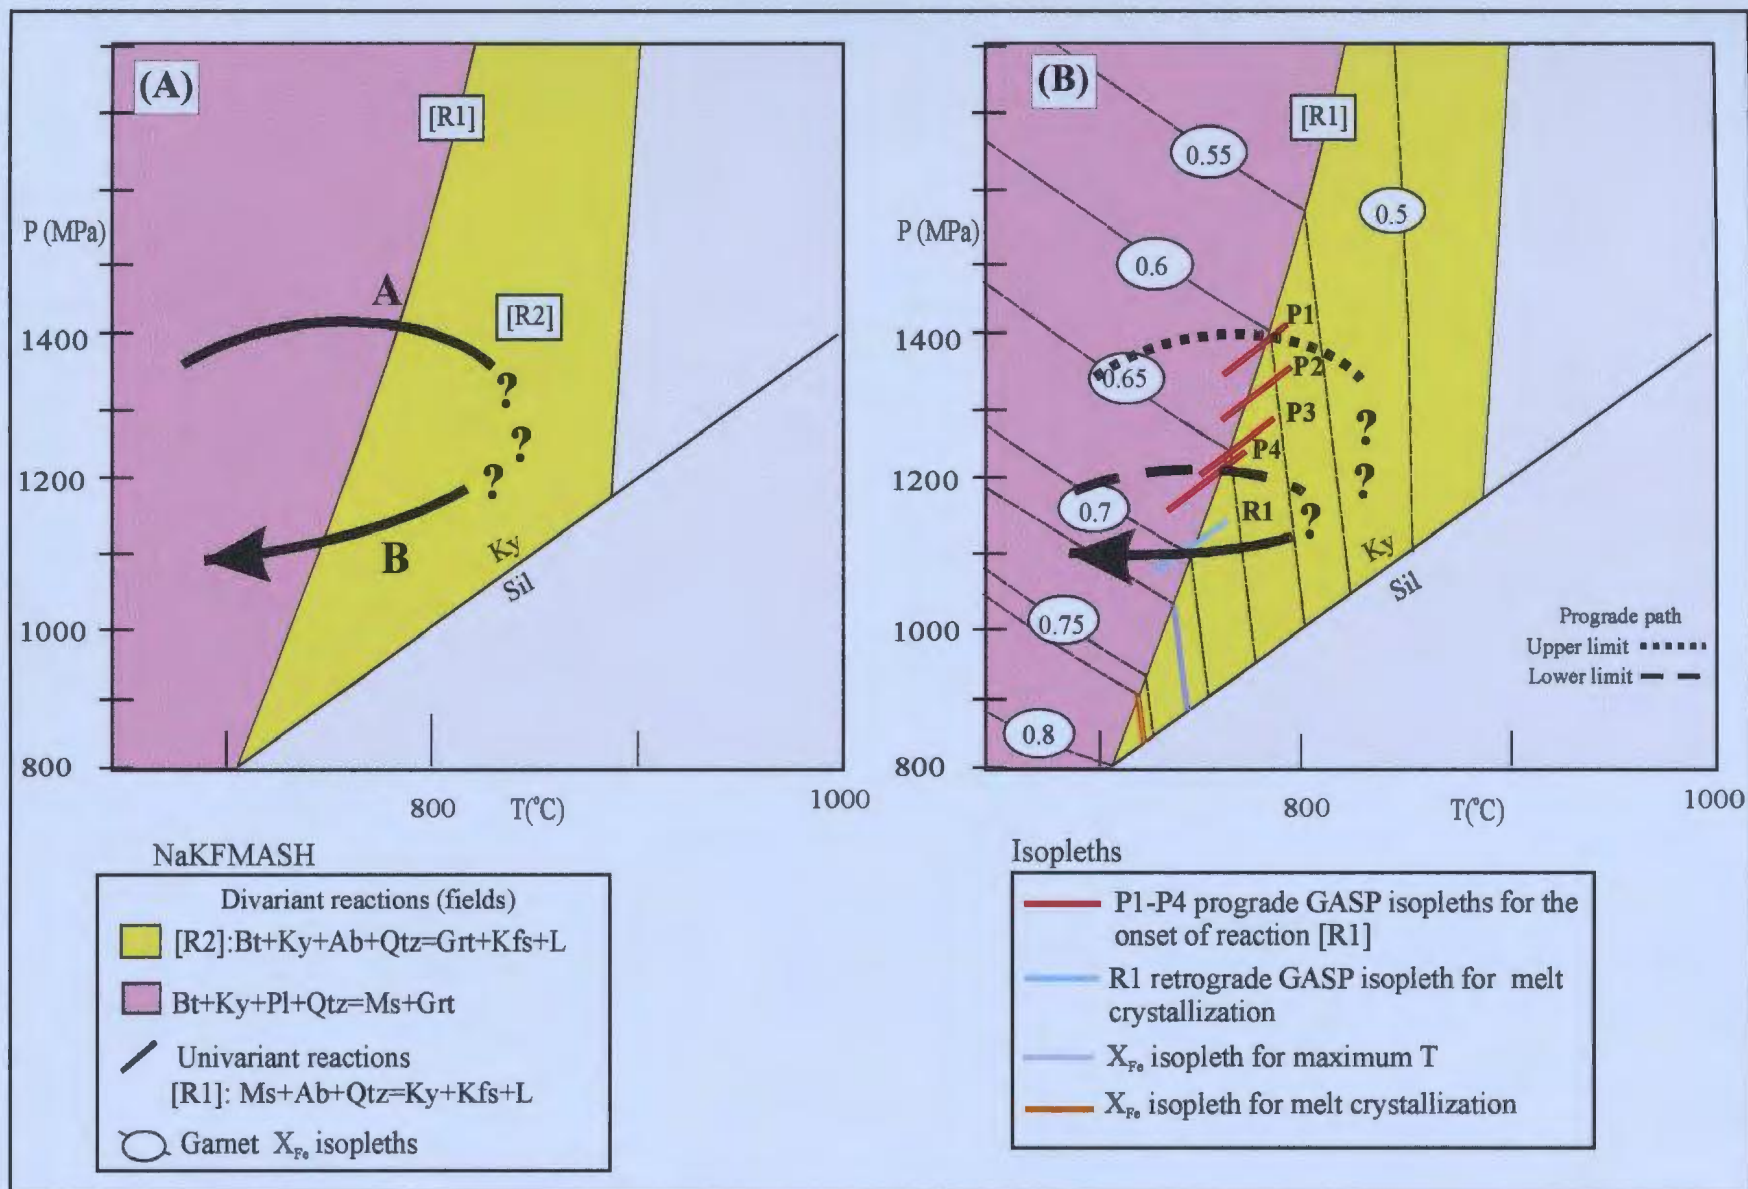 (A)
[R1]
P (MPa)
A
[R2]
1400
?
?
?
1200
B
Ky
Sil
1000
800
800
T(°C)
1000
(B)
[R1]
0.55
0.5
P (MPa)
0.6
P1
1400
P2
0.65
P3
?
P4
1200
?
0.7
R1
?
Ky
Sil
Prograde path
1000
0.75
Upper limit
Lower limit
0.8
800
800
T(°C)
1000
NaKFMASH
Divariant reactions (fields)
[R2]:Bt+Ky+Ab+Qtz=Grt+Kfs+L
Bt+Ky+Pl+Qtz=Ms+Grt
Univariant reactions
[R1]: Ms+Ab+Qtz=Ky+Kfs+L
Garnet XFe isopleths
Isopleths
P1-P4 prograde GASP isopleths for the
onset of reaction [R1]
R1 retrograde GASP isopleth for melt
crystallization
XFe isopleth for maximum T
XFe isopleth for melt crystallization